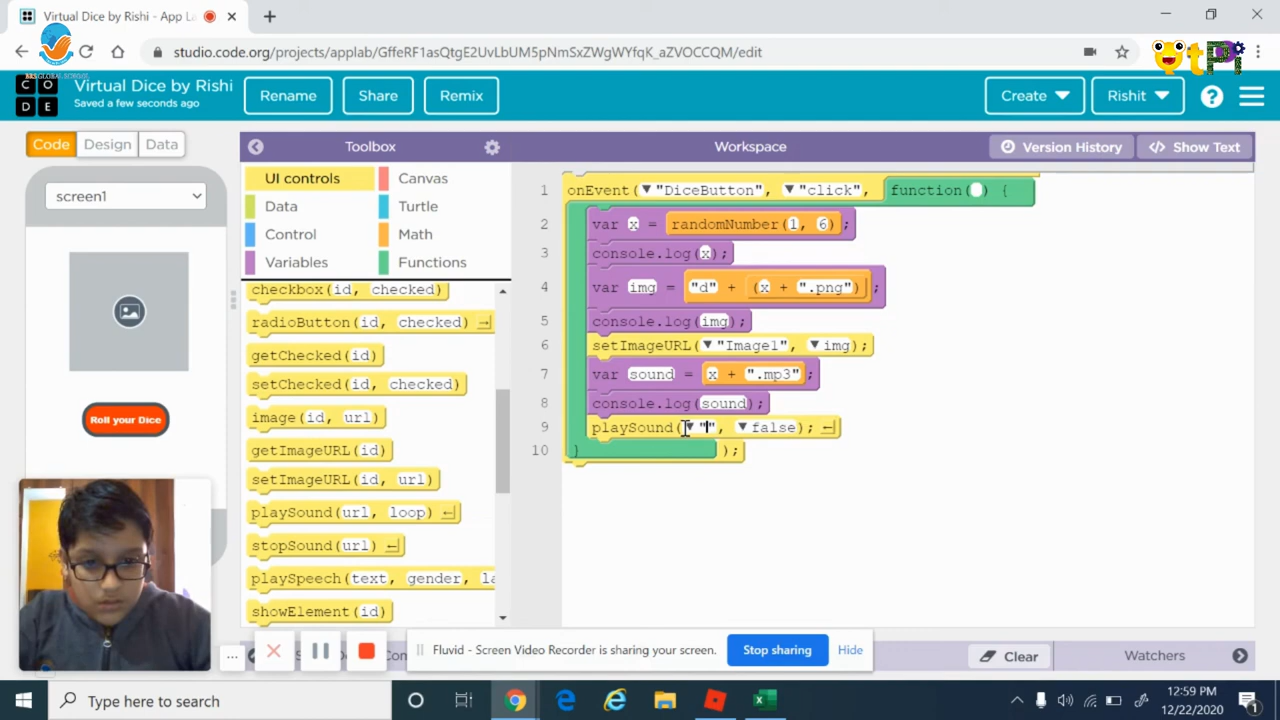 Virtual Dice by Rishi - App La
studio.code.org/projects/applab/GffeRF1asQtgE2UvLbUM5pNmSxZWgWYfqK_aZVOCCQM/edit
CODE
Virtual Dice by Rishi
Saved a few seconds ago
Rename
Share
Remix
Create
Rishit
?
Code
Design
Data
Toolbox
Workspace
Version History
</> Show Text
screen1
UI controls
Canvas
Data
Turtle
Control
Math
Variables
Functions
checkbox(id, checked)
radioButton(id, checked)
getChecked(id)
setChecked(id, checked)
image(id, url)
getImageURL(id)
setImageURL(id, url)
playSound(url, loop)
stopSound(url)
playSpeech(text, gender, la
showElement(id)
Roll your Dice
1 onEvent("DiceButton", "click", function() {
2 var x = randomNumber(1, 6);
3 console.log(x);
4 var img = "d" + (x + ".png");
5 console.log(img);
6 setImageURL("Image1", img);
7 var sound = x + ".mp3";
8 console.log(sound);
9 playSound("", false);
10 });
Fluvid - Screen Video Recorder is sharing your screen.
Stop sharing
Hide
Clear
Watchers
Type here to search
12:59 PM
12/22/2020
1